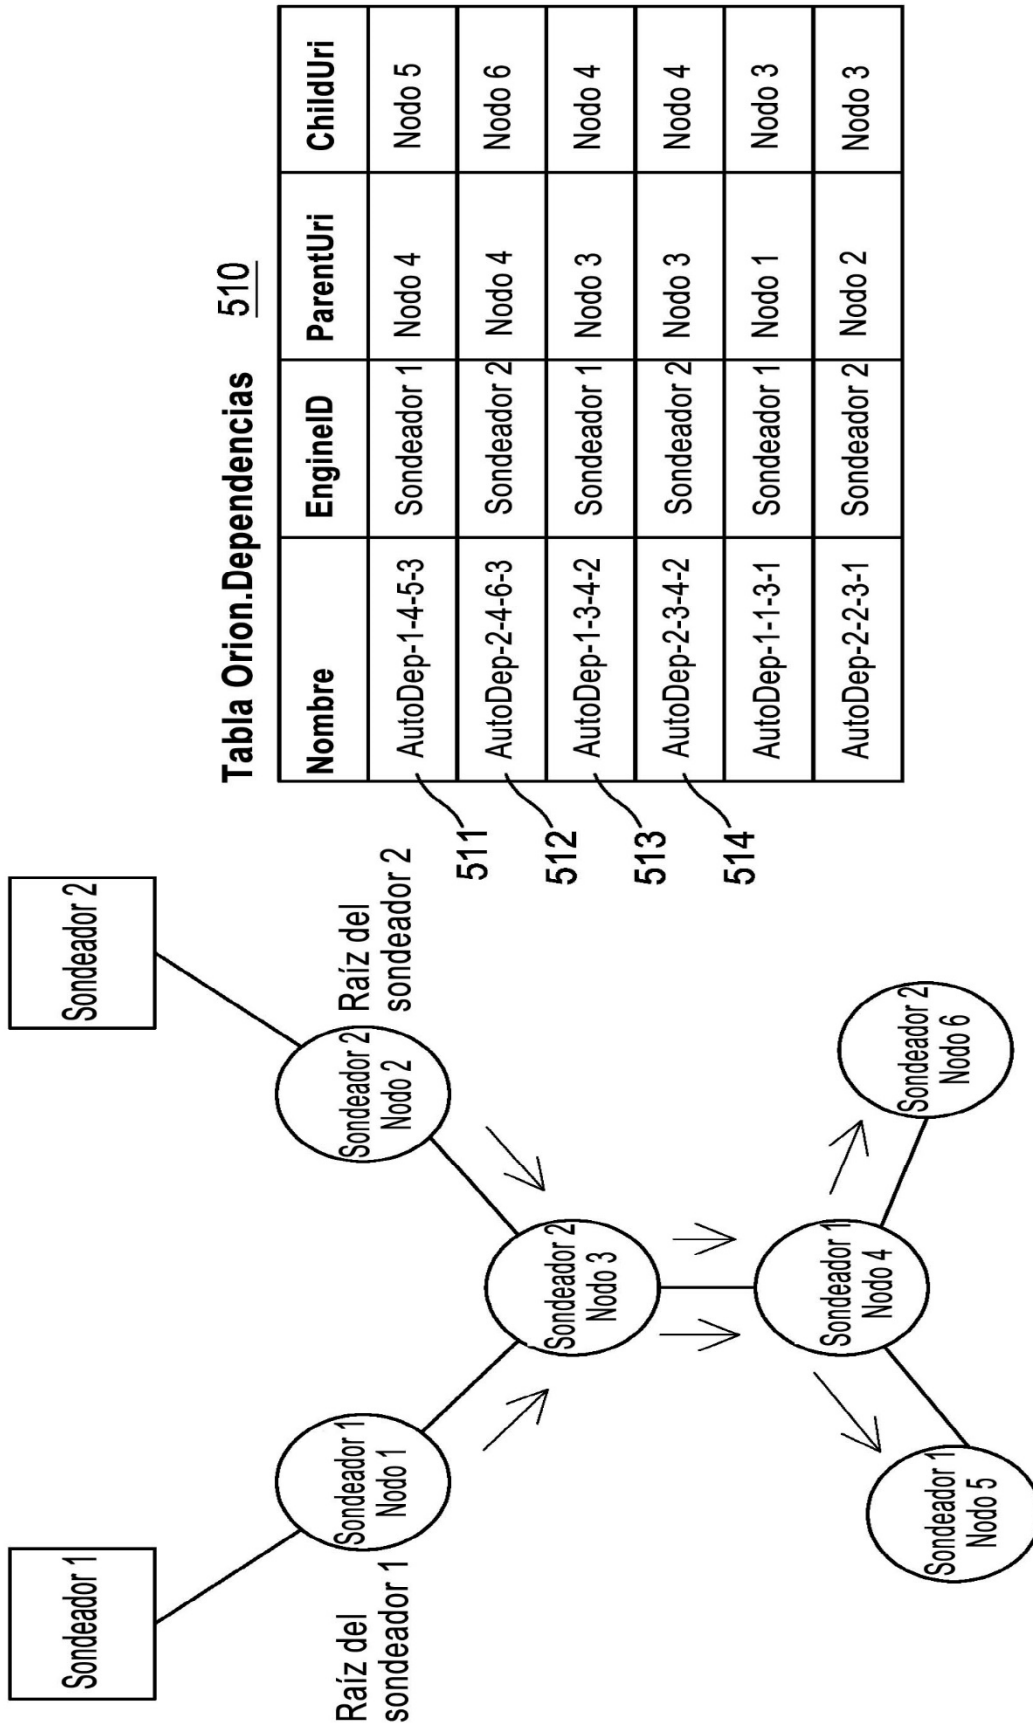 Sondeador 1
Sondeador 2
Raíz del
sondeador 1
Sondeador 1
Nodo 1
Sondeador 2
Nodo 2
Raíz del
sondeador 2
Sondeador 2
Nodo 3
Sondeador 1
Nodo 4
Sondeador 1
Nodo 5
Sondeador 2
Nodo 6
Tabla Orion.Dependencias 510
Nombre EngineID ParentUri ChildUri
511 AutoDep-1-4-5-3 Sondeador 1 Nodo 4 Nodo 5
512 AutoDep-2-4-6-3 Sondeador 2 Nodo 4 Nodo 6
513 AutoDep-1-3-4-2 Sondeador 1 Nodo 3 Nodo 4
514 AutoDep-2-3-4-2 Sondeador 2 Nodo 3 Nodo 4
AutoDep-1-1-3-1 Sondeador 1 Nodo 1 Nodo 3
AutoDep-2-2-3-1 Sondeador 2 Nodo 2 Nodo 3